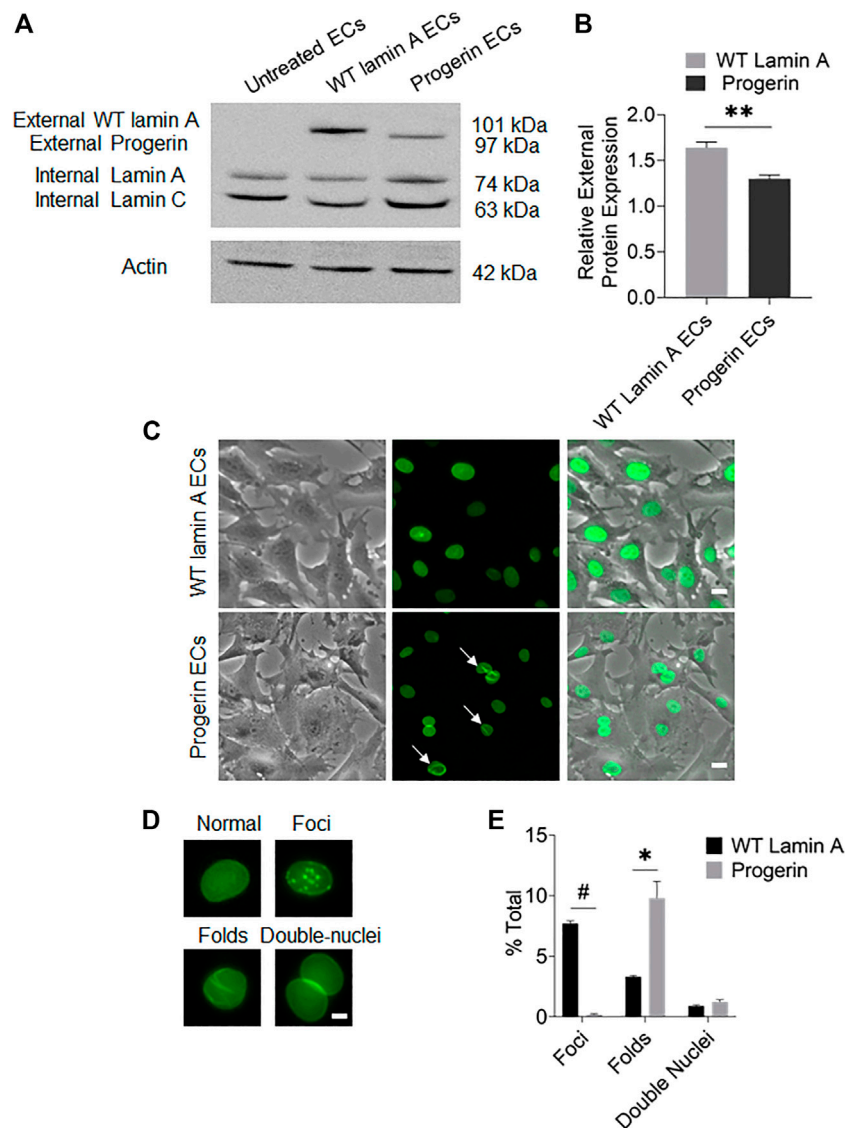 A
Untreated ECs
WT lamin A ECs
Progerin ECs
External WT lamin A
External Progerin
Internal Lamin A
Internal Lamin C
101 kDa
97 kDa
74 kDa
63 kDa
Actin
42 kDa
B
WT Lamin A
Progerin
**
Relative External
Protein Expression
2.0
1.5
1.0
0.5
0.0
WT Lamin A ECs
Progerin ECs
C
WT lamin A ECs
Progerin ECs
D
Normal
Foci
Folds
Double-nuclei
E
WT Lamin A
Progerin
% Total
15
10
5
0
#
*
Foci
Folds
Double Nuclei